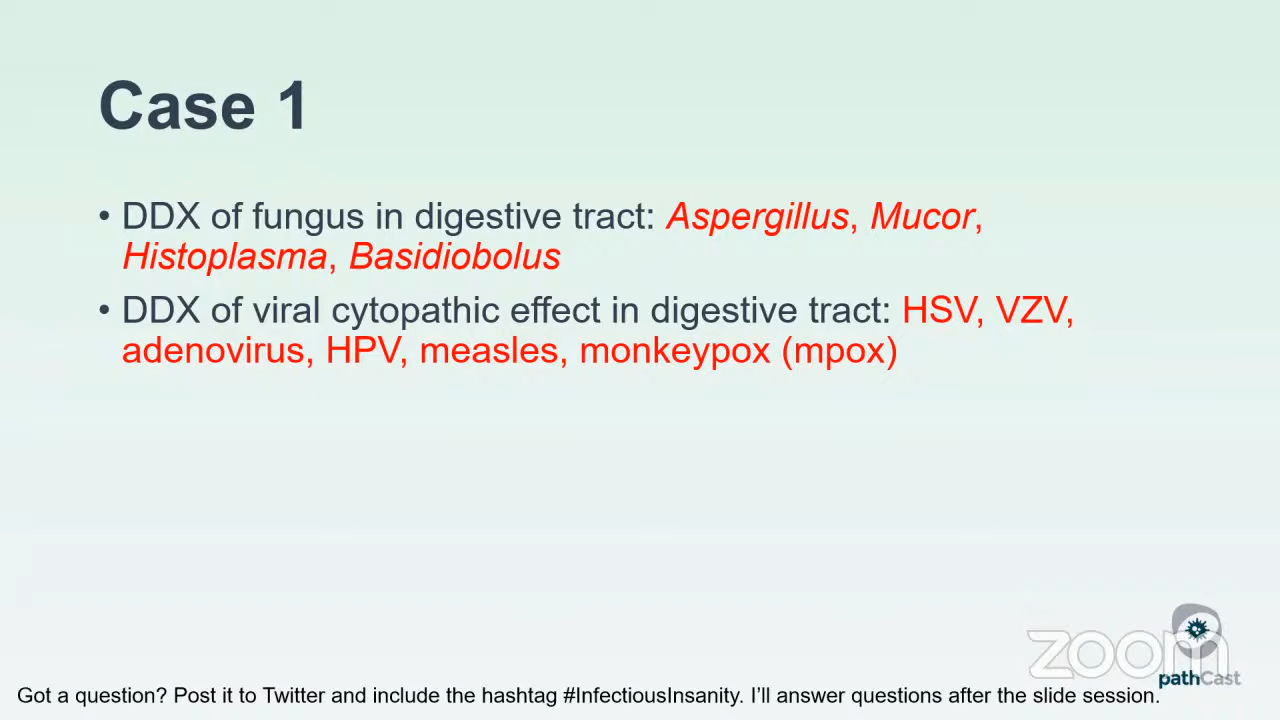 Case 1
• DDX of fungus in digestive tract: Aspergillus, Mucor,
Histoplasma, Basidiobolus
• DDX of viral cytopathic effect in digestive tract: HSV, VZV,
adenovirus, HPV, measles, monkeypox (mpox)
zoom
pathCast
Got a question? Post it to Twitter and include the hashtag #InfectiousInsanity. I’ll answer questions after the slide session.